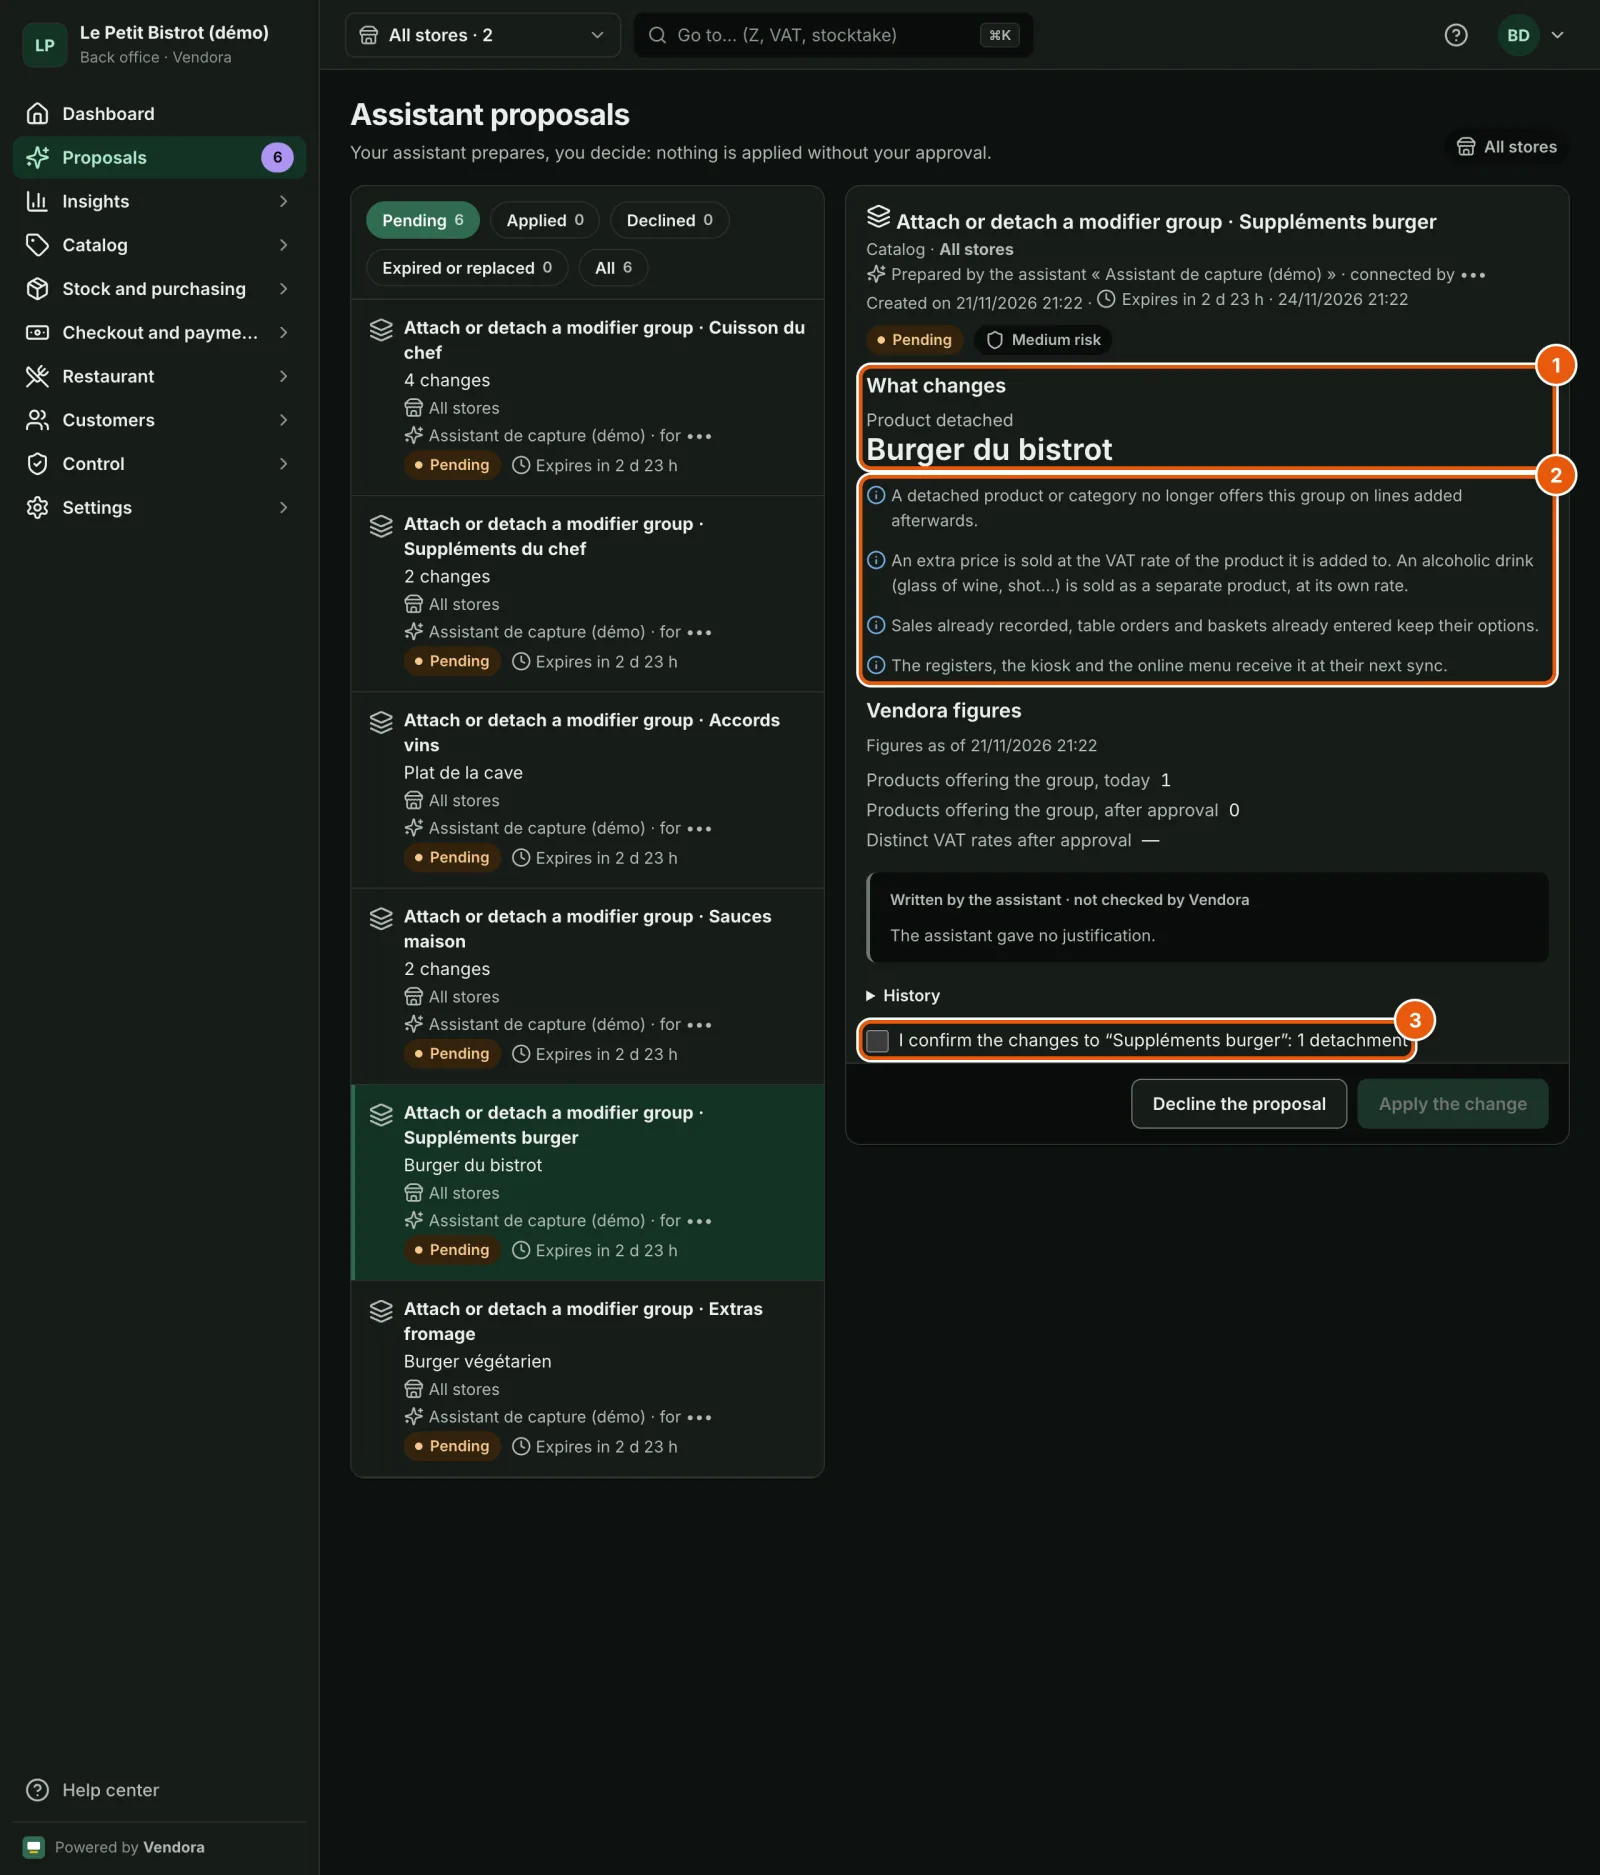 LP
Le Petit Bistrot (démo)
Back office · Vendora
Dashboard
Proposals 6
Insights
Catalog
Stock and purchasing
Checkout and payme...
Restaurant
Customers
Control
Settings
Help center
Powered by Vendora
All stores · 2
Go to... (Z, VAT, stocktake) ⌘K
BD
Assistant proposals
Your assistant prepares, you decide: nothing is applied without your approval.
All stores
Pending 6 Applied 0 Declined 0
Expired or replaced 0 All 6
Attach or detach a modifier group · Cuisson du
chef
4 changes
All stores
Assistant de capture (démo) · for •••
Pending Expires in 2 d 23 h
Attach or detach a modifier group ·
Suppléments du chef
2 changes
All stores
Assistant de capture (démo) · for •••
Pending Expires in 2 d 23 h
Attach or detach a modifier group · Accords
vins
Plat de la cave
All stores
Assistant de capture (démo) · for •••
Pending Expires in 2 d 23 h
Attach or detach a modifier group · Sauces
maison
2 changes
All stores
Assistant de capture (démo) · for •••
Pending Expires in 2 d 23 h
Attach or detach a modifier group ·
Suppléments burger
Burger du bistrot
All stores
Assistant de capture (démo) · for •••
Pending Expires in 2 d 23 h
Attach or detach a modifier group · Extras
fromage
Burger végétarien
All stores
Assistant de capture (démo) · for •••
Pending Expires in 2 d 23 h
Attach or detach a modifier group · Suppléments burger
Catalog · All stores
Prepared by the assistant « Assistant de capture (démo) » · connected by •••
Created on 21/11/2026 21:22 · Expires in 2 d 23 h · 24/11/2026 21:22
Pending Medium risk
1
What changes
Product detached
Burger du bistrot
2
A detached product or category no longer offers this group on lines added
afterwards.
An extra price is sold at the VAT rate of the product it is added to. An alcoholic drink
(glass of wine, shot...) is sold as a separate product, at its own rate.
Sales already recorded, table orders and baskets already entered keep their options.
The registers, the kiosk and the online menu receive it at their next sync.
Vendora figures
Figures as of 21/11/2026 21:22
Products offering the group, today 1
Products offering the group, after approval 0
Distinct VAT rates after approval —
Written by the assistant · not checked by Vendora
The assistant gave no justification.
History
3
I confirm the changes to “Suppléments burger”: 1 detachment
Decline the proposal Apply the change